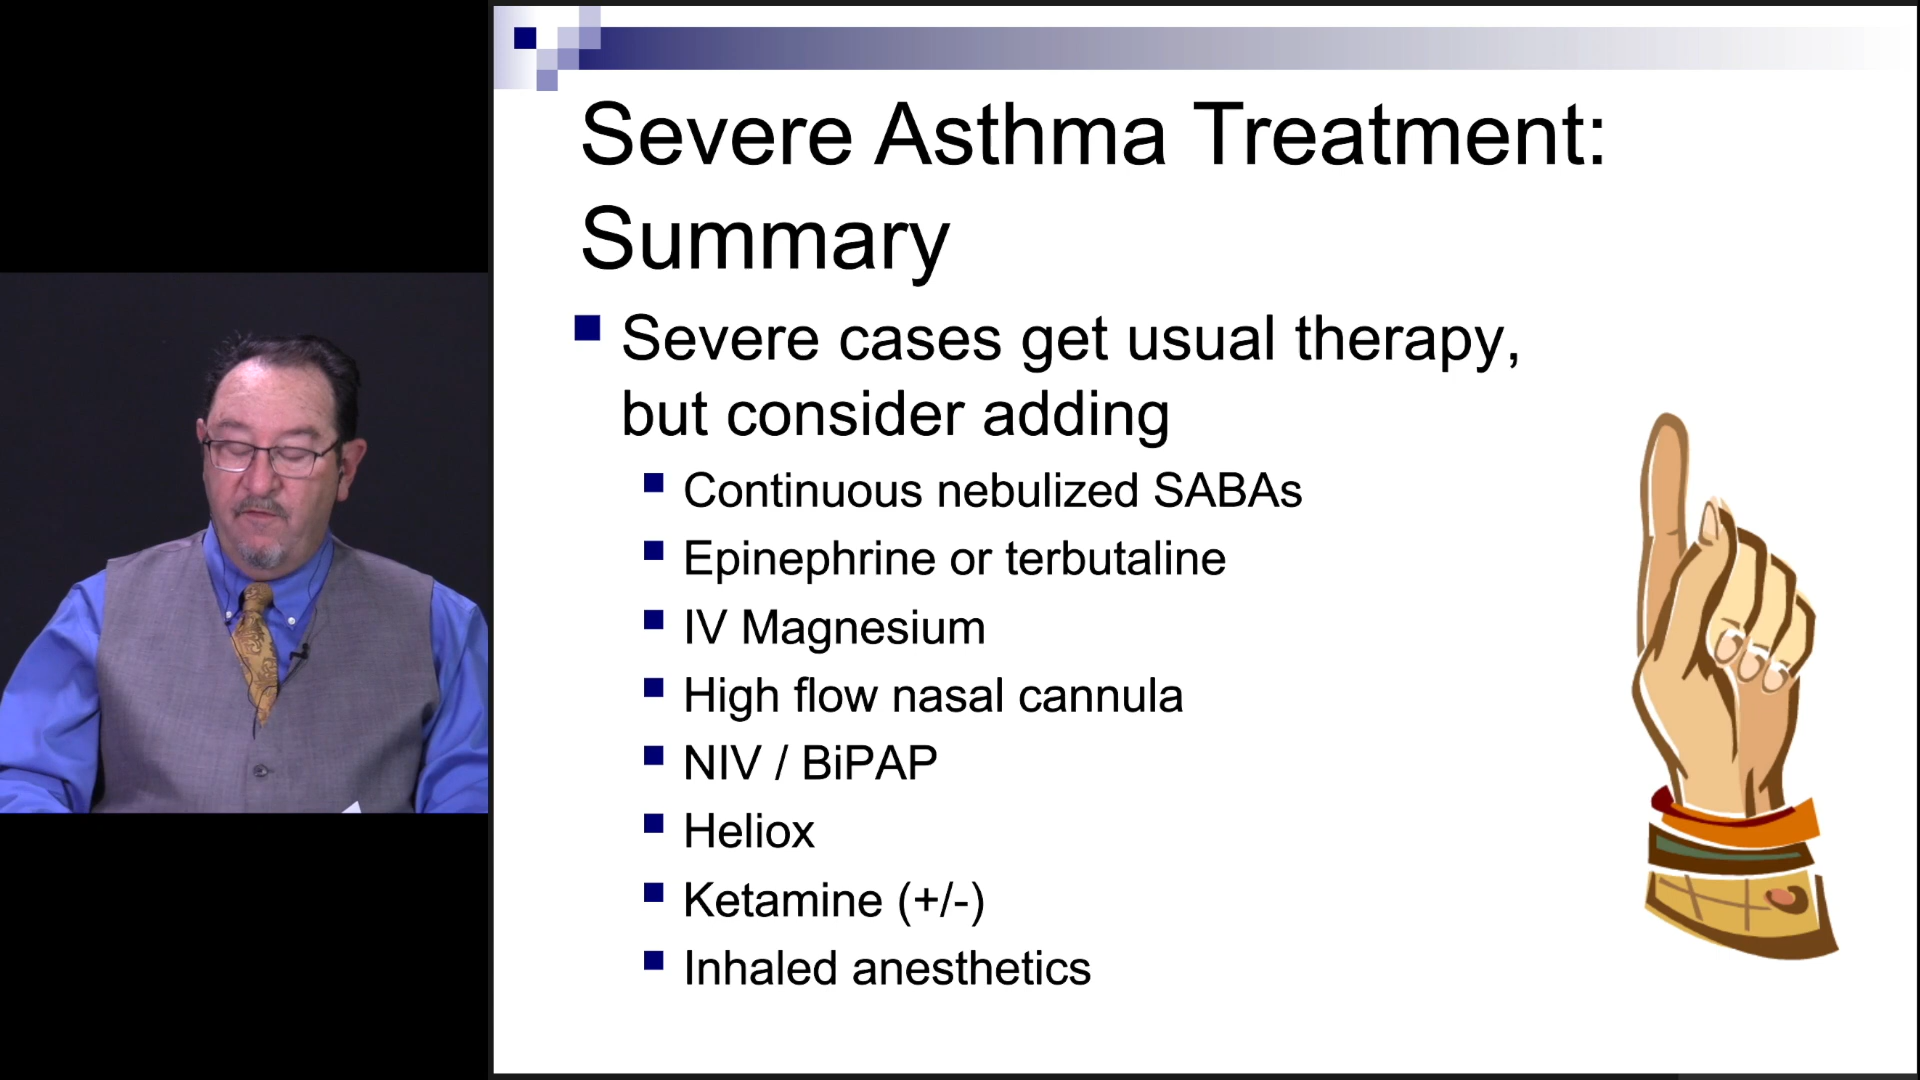 Severe Asthma Treatment:
Summary
Severe cases get usual therapy,
but consider adding
Continuous nebulized SABAs
Epinephrine or terbutaline
IV Magnesium
High flow nasal cannula
NIV / BiPAP
Heliox
Ketamine (+/-)
Inhaled anesthetics